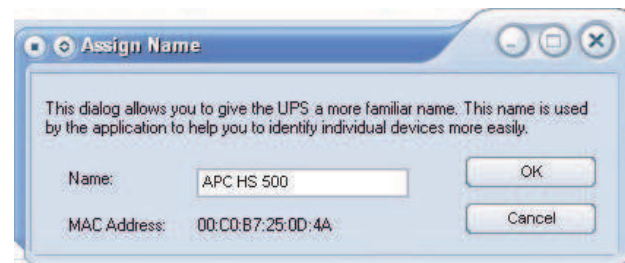 Assign Name
This dialog allows you to give the UPS a more familiar name. This name is used
by the application to help you to identify individual devices more easily.
Name: APC HS 500 OK
MAC Address: 00:C0:B7:25:0D:4A Cancel